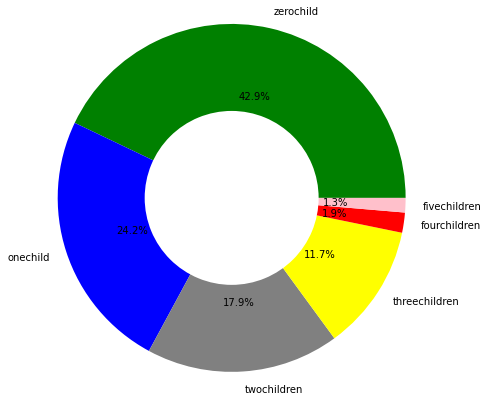 zerochild
42.9%
1.3%
fivechildren
1.9%
fourchildren
24.2%
onechild
11.7%
threechildren
17.9%
twochildren